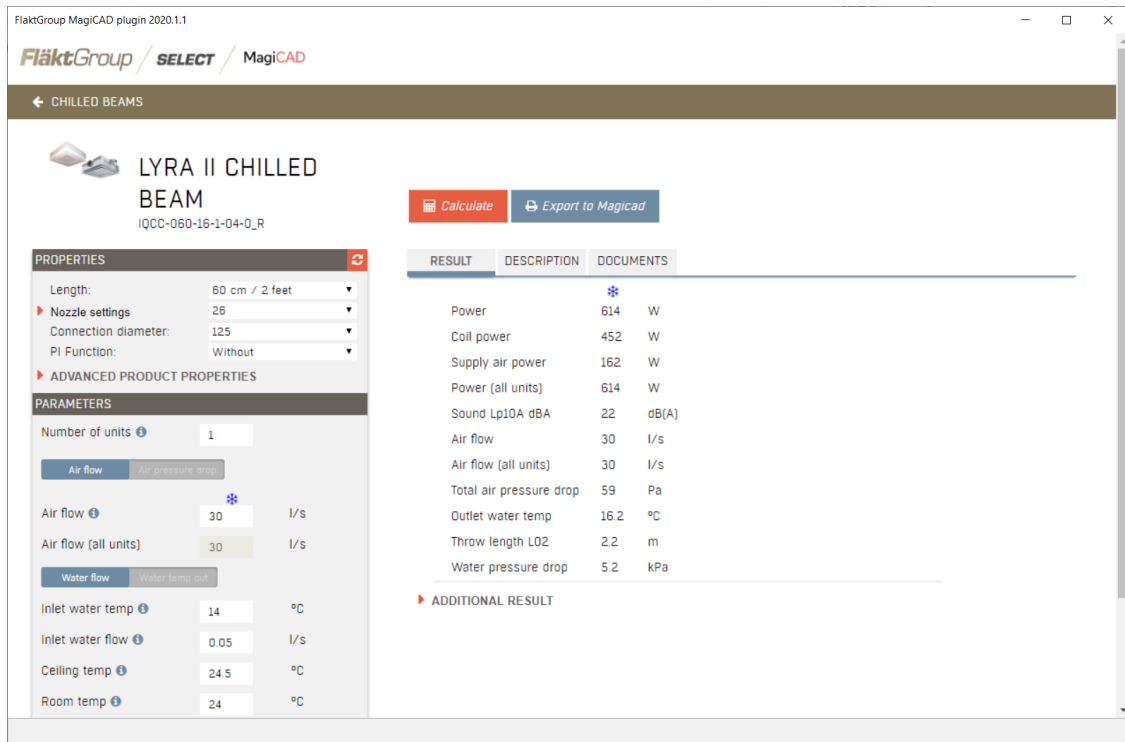 FlaktGroup MagiCAD plugin 2020.1.1
FläktGroup / SELECT / MagiCAD
CHILLED BEAMS
LYRA II CHILLED
BEAM
IQCC-060-16-1-04-0_R
Calculate
Export to Magicad
PROPERTIES
Length: 60 cm / 2 feet
Nozzle settings 26
Connection diameter: 125
PI Function: Without
ADVANCED PRODUCT PROPERTIES
PARAMETERS
Number of units 1
Air flow Air pressure drop
Air flow 30 l/s
Air flow (all units) 30 l/s
Water flow Water temp out
Inlet water temp 14 ºC
Inlet water flow 0.05 l/s
Ceiling temp 24.5 ºC
Room temp 24 ºC
RESULT DESCRIPTION DOCUMENTS
Power 614 W
Coil power 452 W
Supply air power 162 W
Power (all units) 614 W
Sound Lp10A dBA 22 dB(A)
Air flow 30 l/s
Air flow (all units) 30 l/s
Total air pressure drop 59 Pa
Outlet water temp 16.2 ºC
Throw length L02 2.2 m
Water pressure drop 5.2 kPa
ADDITIONAL RESULT